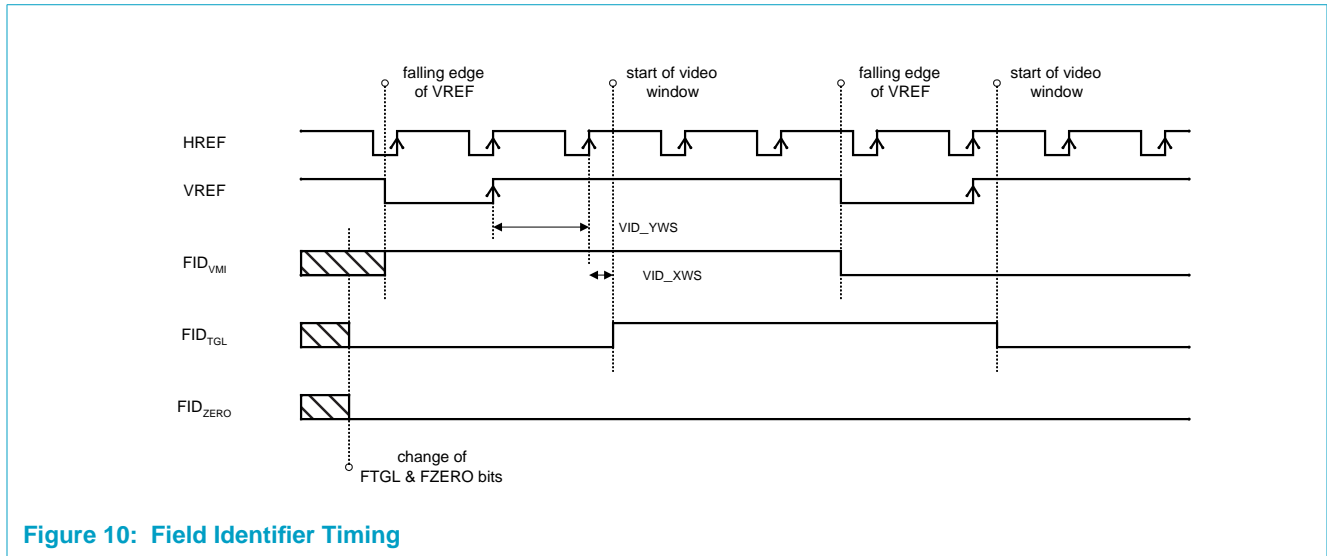 falling edge
of VREF
start of video
window
falling edge
of VREF
start of video
window
HREF
VREF
VID_YWS
FIDVMI
VID_XWS
FIDTGL
FIDZERO
change of
FTGL & FZERO bits
Figure 10: Field Identifier Timing